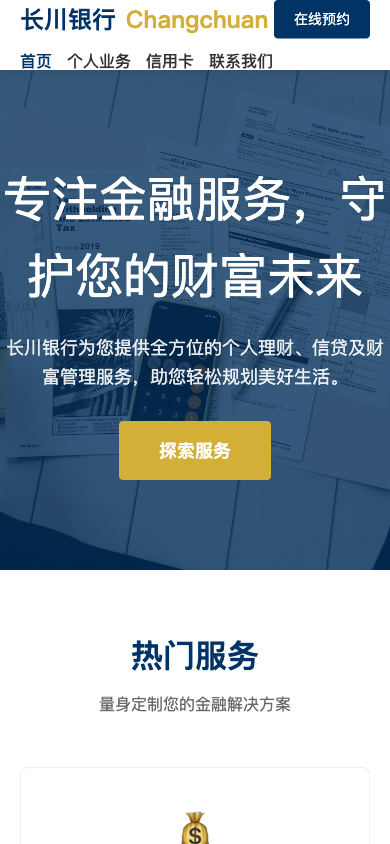 长川银行 Changchuan
在线预约
首页 个人业务 信用卡 联系我们
专注金融服务，守
护您的财富未来
长川银行为您提供全方位的个人理财、信贷及财
富管理服务，助您轻松规划美好生活。
探索服务
热门服务
量身定制您的金融解决方案